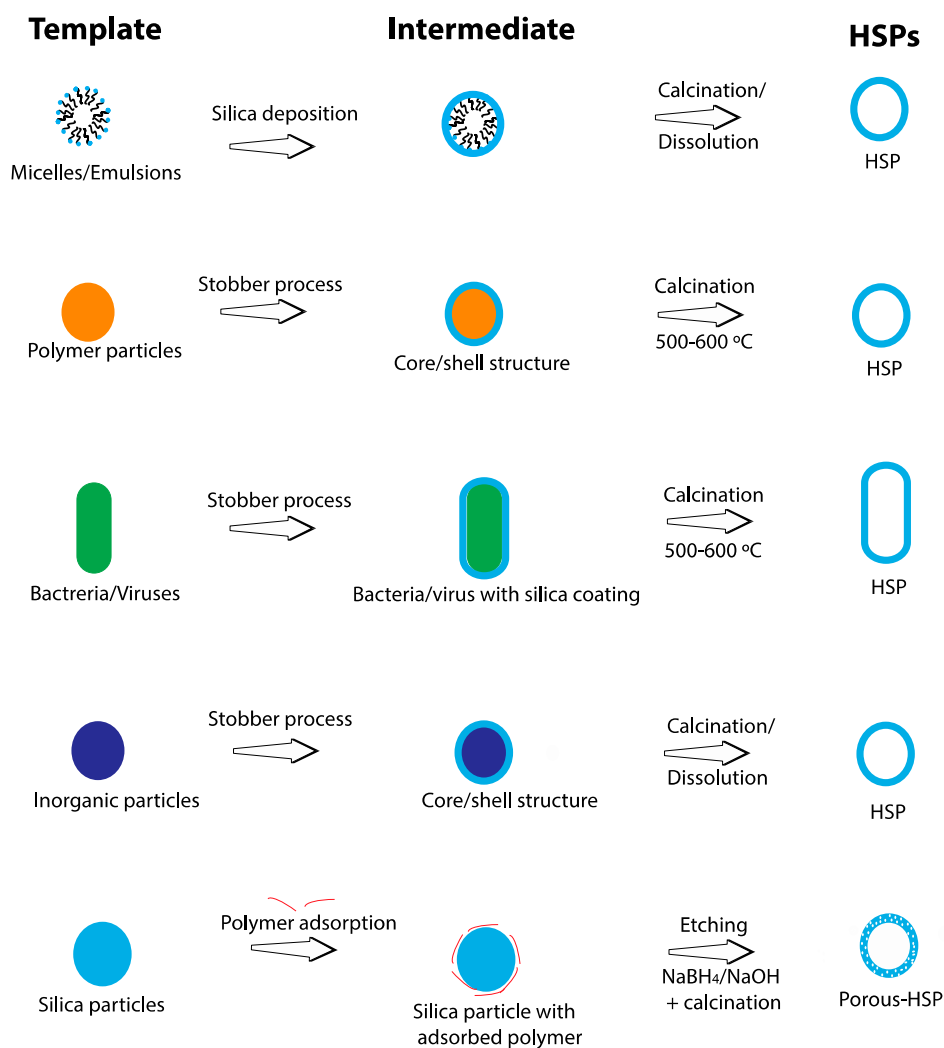 Template
Intermediate
HSPs
Silica deposition
Calcination/
Dissolution
Micelles/Emulsions
HSP
Stobber process
Calcination
500-600 ºC
Polymer particles
Core/shell structure
HSP
Stobber process
Calcination
500-600 ºC
Bactreria/Viruses
Bacteria/virus with silica coating
HSP
Stobber process
Calcination/
Dissolution
Inorganic particles
Core/shell structure
HSP
Polymer adsorption
Etching
NaBH₄/NaOH
+ calcination
Silica particles
Silica particle with
adsorbed polymer
Porous-HSP